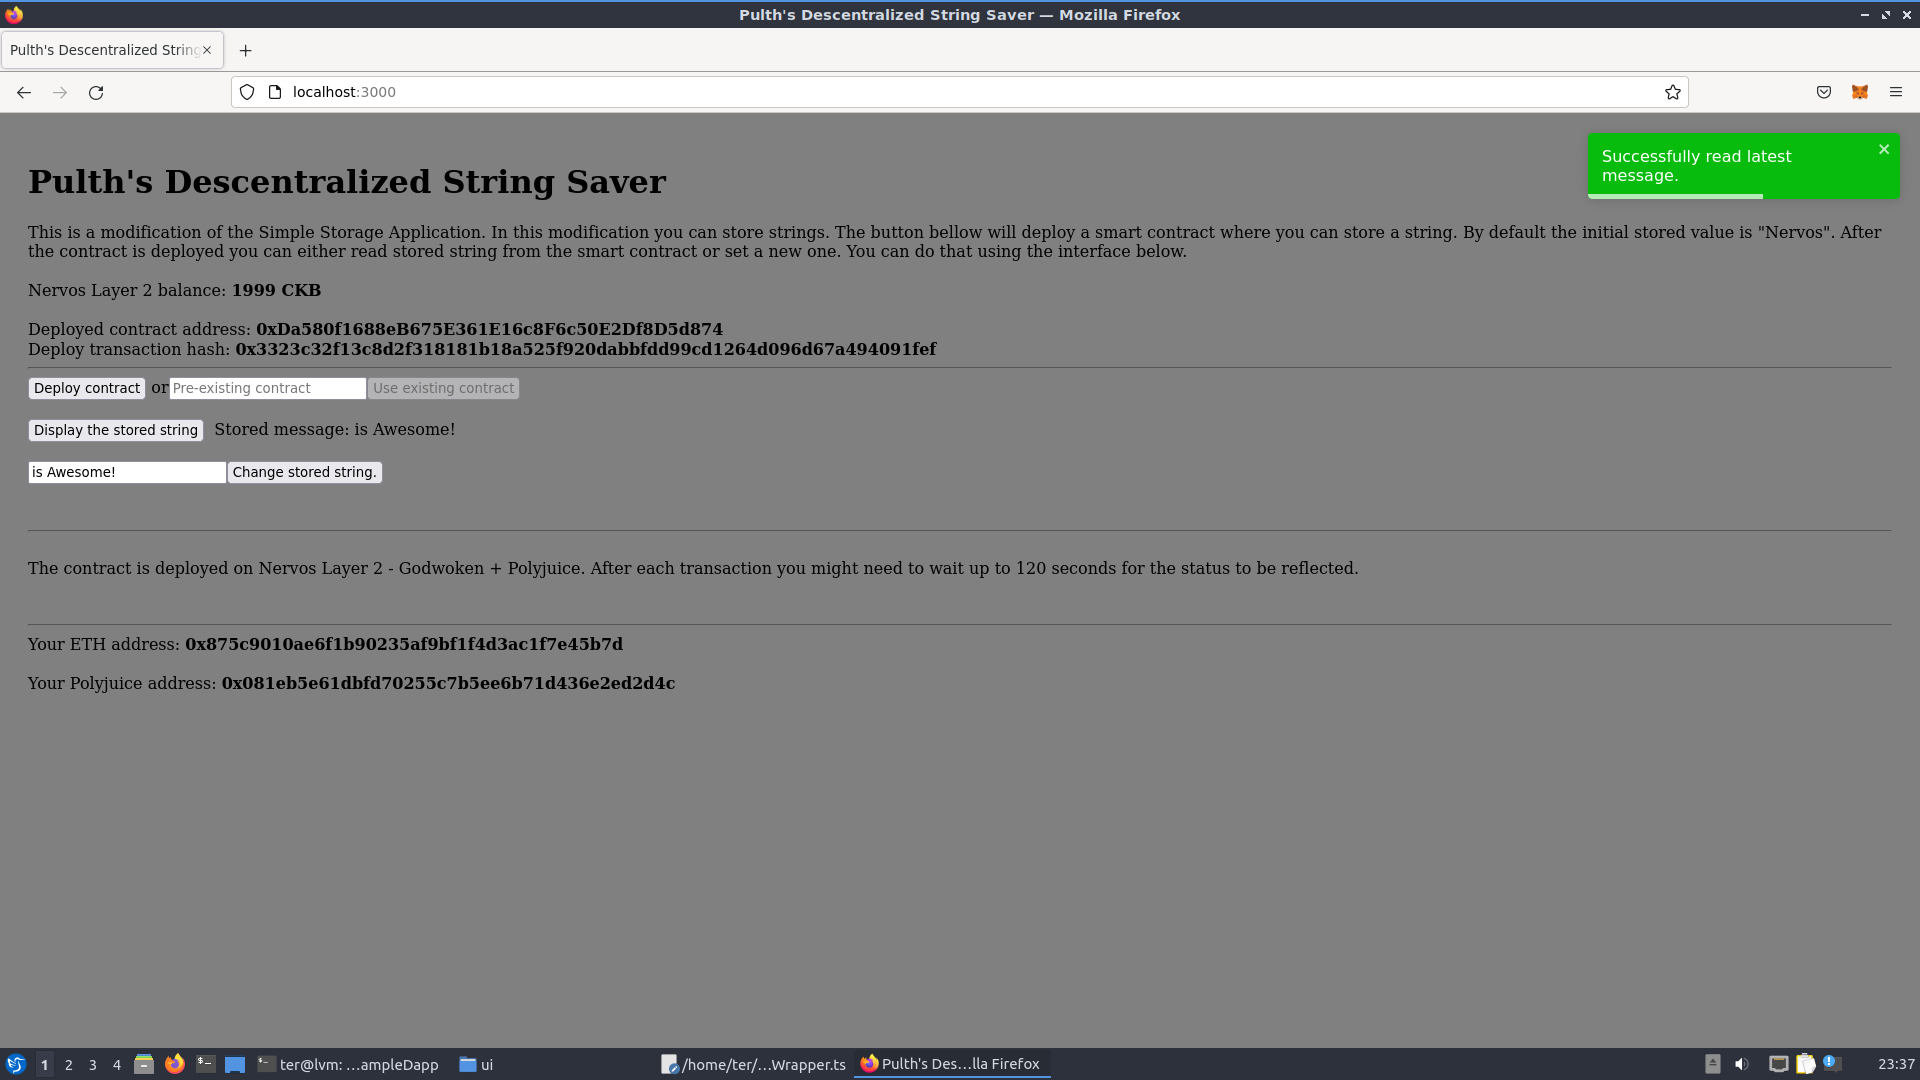 Pulth's Descentralized String Saver — Mozilla Firefox
Pulth's Descentralized String
localhost:3000
Successfully read latest
message.
Pulth's Descentralized String Saver
This is a modification of the Simple Storage Application. In this modification you can store strings. The button bellow will deploy a smart contract where you can store a string. By default the initial stored value is "Nervos". After
the contract is deployed you can either read stored string from the smart contract or set a new one. You can do that using the interface below.
Nervos Layer 2 balance: 1999 CKB
Deployed contract address: 0xDa580f1688eB675E361E16c8F6c50E2Df8D5d874
Deploy transaction hash: 0x3323c32f13c8d2f318181b18a525f920dabbfdd99cd1264d096d67a494091fef
Deploy contract or Pre-existing contract Use existing contract
Display the stored string Stored message: is Awesome!
is Awesome! Change stored string.
The contract is deployed on Nervos Layer 2 - Godwoken + Polyjuice. After each transaction you might need to wait up to 120 seconds for the status to be reflected.
Your ETH address: 0x875c9010ae6f1b90235af9bf1f4d3ac1f7e45b7d
Your Polyjuice address: 0x081eb5e61dbfd70255c7b5ee6b71d436e2ed2d4c
1 2 3 4 ter@lvm: ...ampleDapp ui /home/ter/...Wrapper.ts Pulth's Des...lla Firefox 23:37